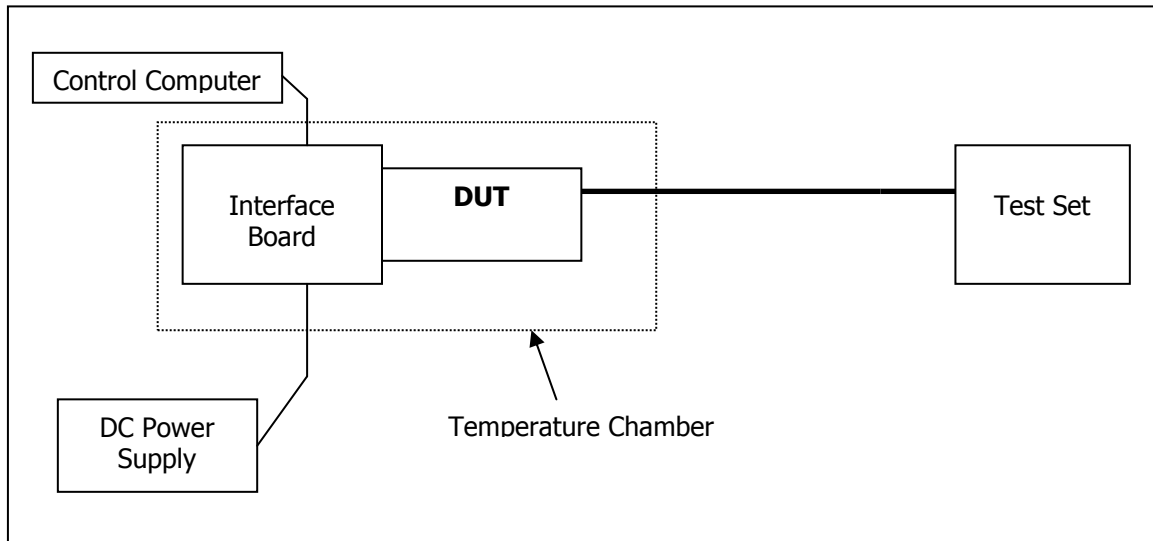 Control Computer
Interface
Board
DUT
Test Set
DC Power
Supply
Temperature Chamber